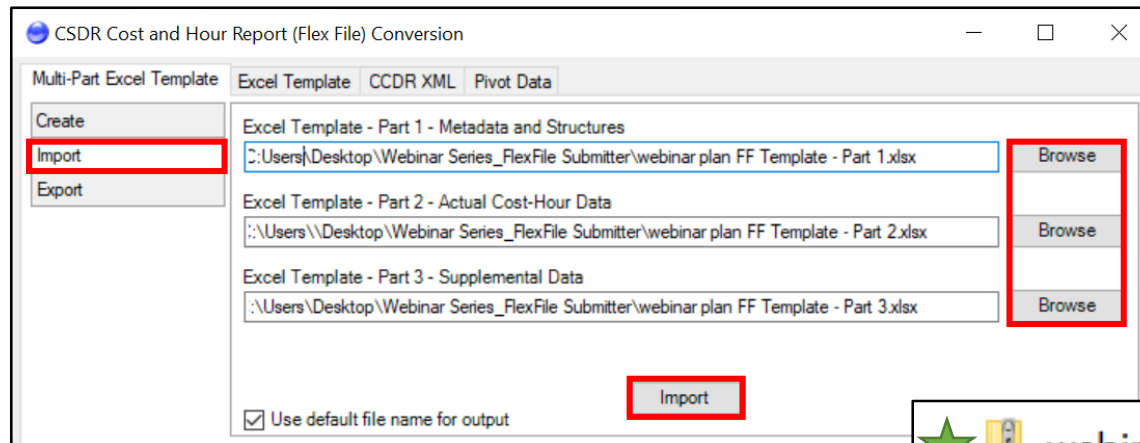 CSDR Cost and Hour Report (Flex File) Conversion
Multi-Part Excel Template Excel Template CCDR XML Pivot Data
Create
Import
Export
Excel Template - Part 1 - Metadata and Structures
C:Users\Desktop\Webinar Series_FlexFile Submitter\webinar plan FF Template - Part 1.xlsx Browse
Excel Template - Part 2 - Actual Cost-Hour Data
:\Users\\Desktop\Webinar Series_FlexFile Submitter\webinar plan FF Template - Part 2.xlsx Browse
Excel Template - Part 3 - Supplemental Data
:\Users\Desktop\Webinar Series_FlexFile Submitter\webinar plan FF Template - Part 3.xlsx Browse
Import
Use default file name for output